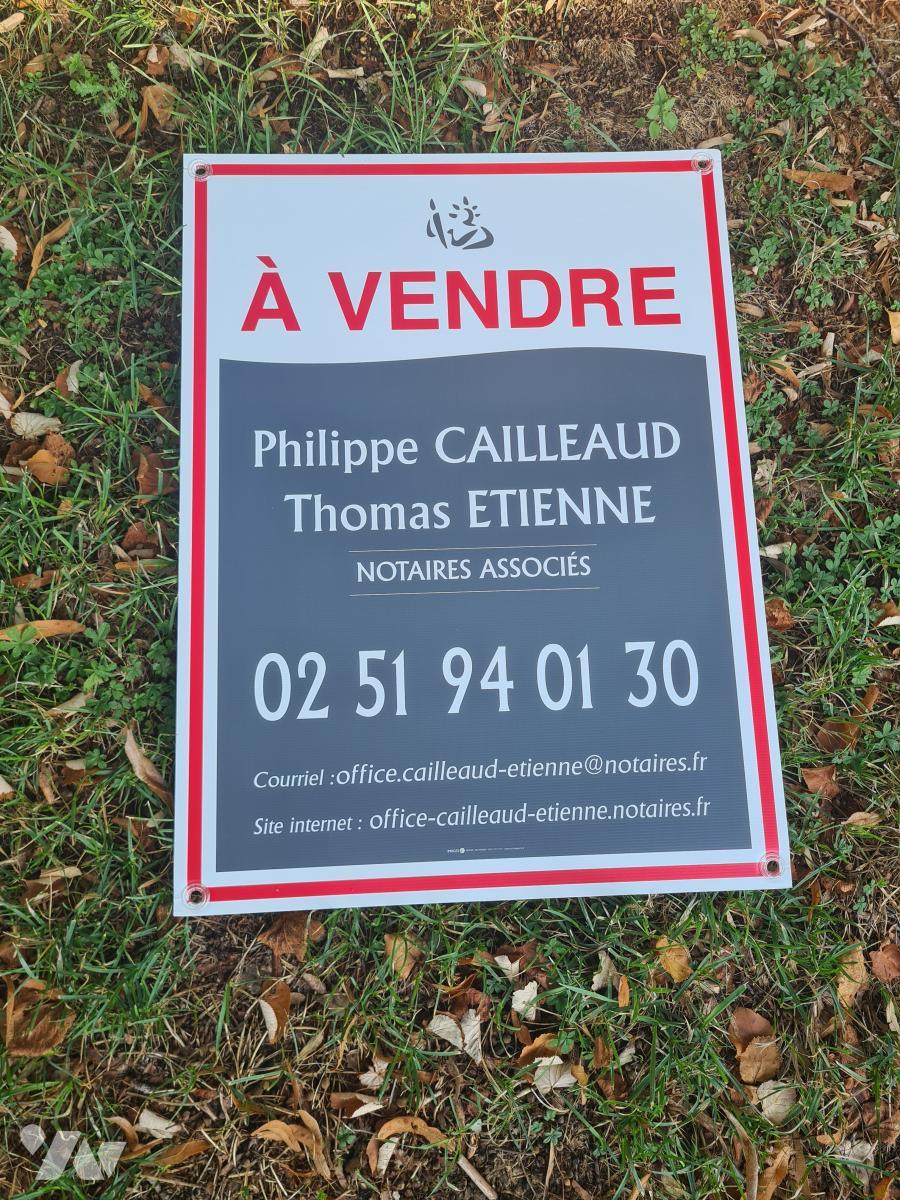 À VENDRE
Philippe CAILLEAUD
Thomas ETIENNE
NOTAIRES ASSOCIÉS
02 51 94 01 30
Courriel :office.cailleaud-etienne@notaires.fr
Site internet : office-cailleaud-etienne.notaires.fr